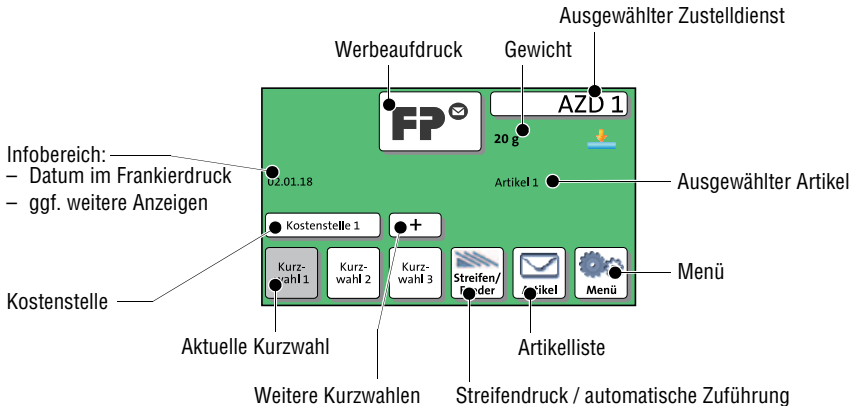 Ausgewählter Zustelldienst
Werbeaufdruck
Gewicht
FP
AZD 1
20 g
Infobereich:
– Datum im Frankierdruck
– ggf. weitere Anzeigen
02.01.18
Artikel 1
Ausgewählter Artikel
Kostenstelle 1
+
Kurz-
wahl 1
Kurz-
wahl 2
Kurz-
wahl 3
Streifen/
Feeder
Artikel
Menü
Menü
Kostenstelle
Aktuelle Kurzwahl
Artikelliste
Weitere Kurzwahlen
Streifendruck / automatische Zuführung